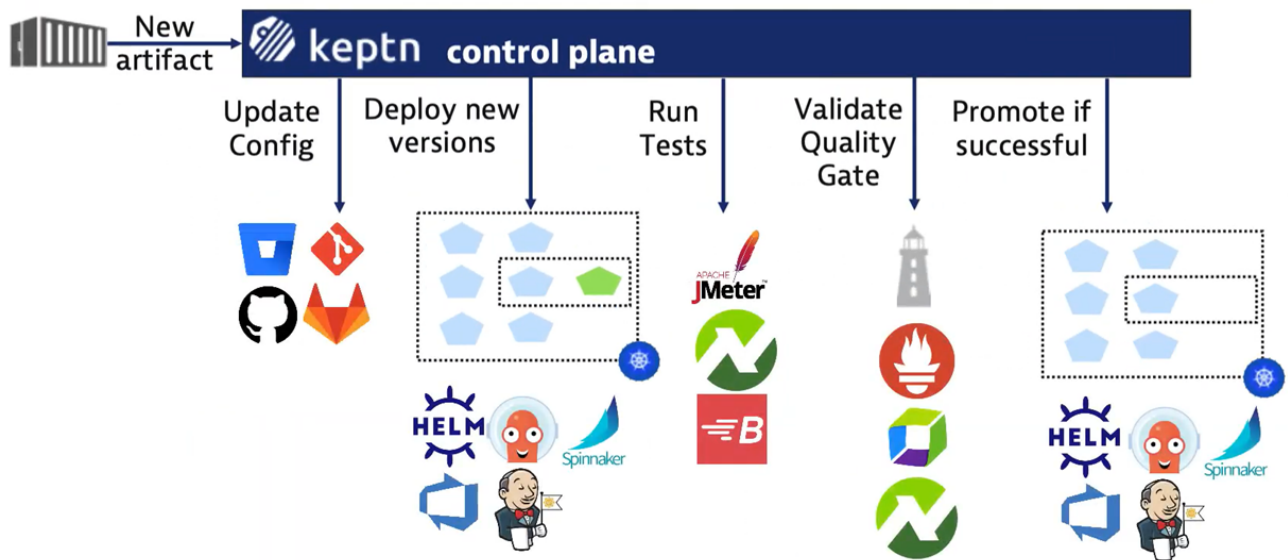 New
artifact
keptn control plane
Update
Config
Deploy new
versions
Run
Tests
Validate
Quality
Gate
Promote if
successful
APACHE
JMeter™
HELM
Spinnaker
B
HELM
Spinnaker